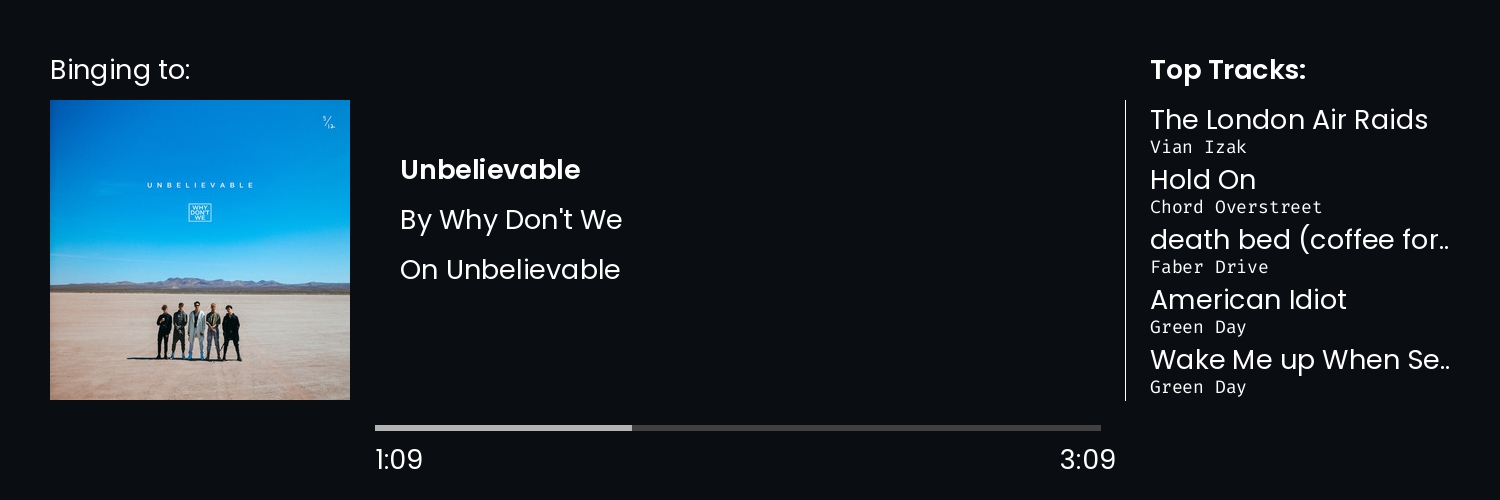 Binging to:
5/12
UNBELIEVABLE
WHY
DON'T
WE
Unbelievable
By Why Don't We
On Unbelievable
1:09
3:09
Top Tracks:
The London Air Raids
Vian Izak
Hold On
Chord Overstreet
death bed (coffee for..
Faber Drive
American Idiot
Green Day
Wake Me up When Se..
Green Day